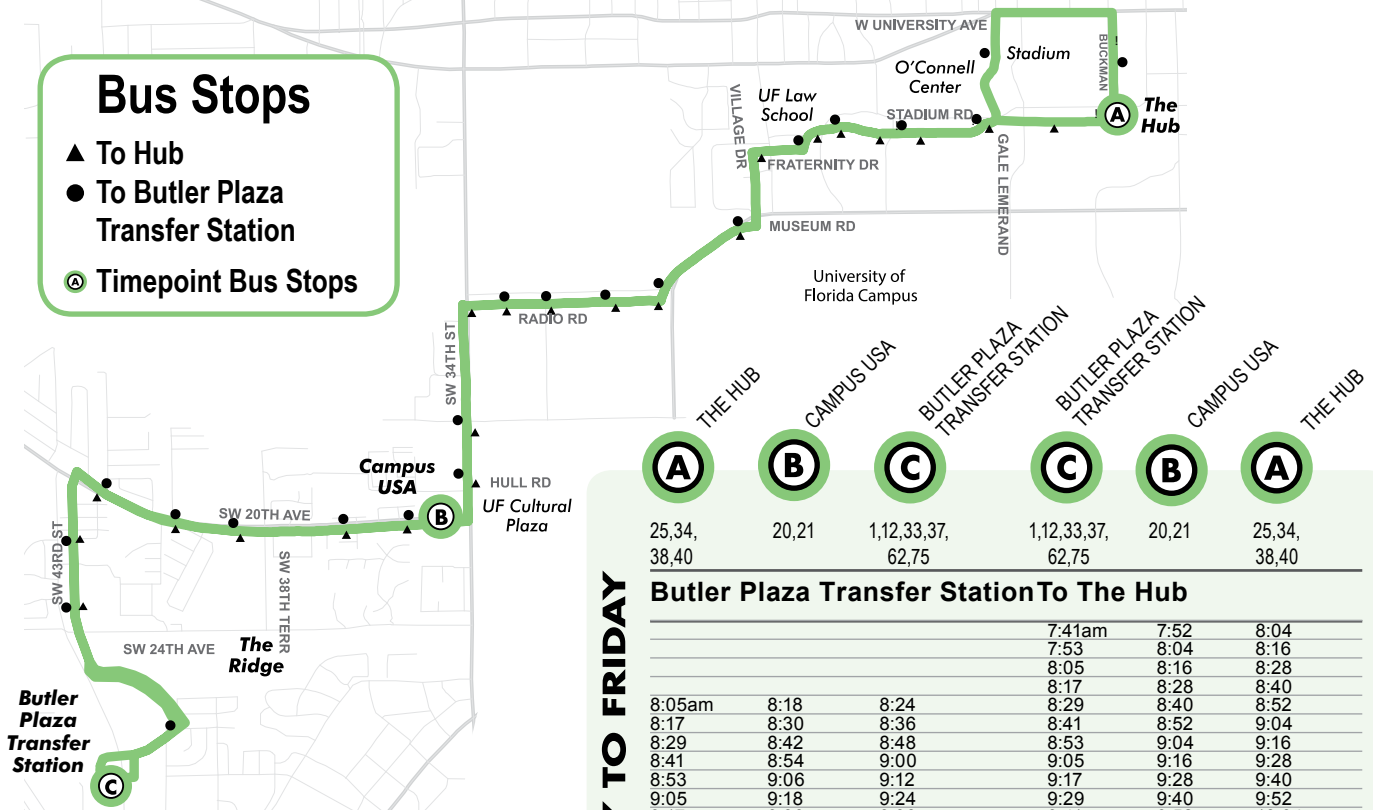 Bus Stops
▲ To Hub
● To Butler Plaza
Transfer Station
A Timepoint Bus Stops
W UNIVERSITY AVE
BUCKMAN
Stadium
O'Connell
Center
UF Law
School
VILLAGE DR
STADIUM RD
A
The
Hub
FRATERNITY DR
GALE LEMERAND
MUSEUM RD
University of
Florida Campus
RADIO RD
SW 34TH ST
Campus
USA
HULL RD
UF Cultural
Plaza
B
SW 20TH AVE
SW 43RD ST
SW 38TH TERR
SW 24TH AVE
The
Ridge
Butler
Plaza
Transfer
Station
C
THE HUB
CAMPUS USA
BUTLER PLAZA
TRANSFER STATION
BUTLER PLAZA
TRANSFER STATION
CAMPUS USA
THE HUB
A B C C B A
25,34, 20,21 1,12,33,37, 1,12,33,37, 20,21 25,34,
38,40 62,75 62,75 38,40
TO FRIDAY
Butler Plaza Transfer Station To The Hub
7:41am 7:52 8:04
7:53 8:04 8:16
8:05 8:16 8:28
8:17 8:28 8:40
8:05am 8:18 8:24 8:29 8:40 8:52
8:17 8:30 8:36 8:41 8:52 9:04
8:29 8:42 8:48 8:53 9:04 9:16
8:41 8:54 9:00 9:05 9:16 9:28
8:53 9:06 9:12 9:17 9:28 9:40
9:05 9:18 9:24 9:29 9:40 9:52